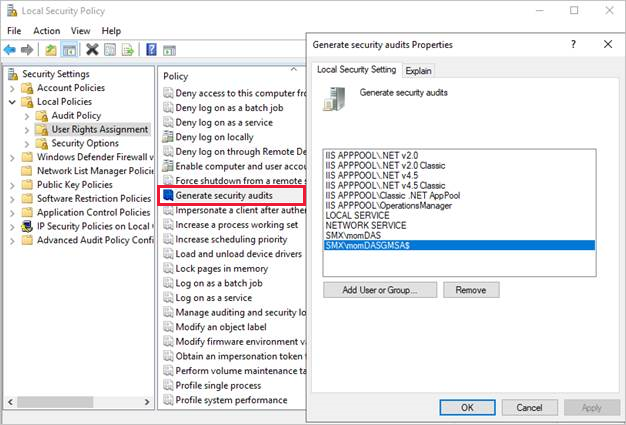 Local Security Policy
File Action View Help
Security Settings
Account Policies
Local Policies
Audit Policy
User Rights Assignment
Security Options
Windows Defender Firewall w
Network List Manager Policies
Public Key Policies
Software Restriction Policies
Application Control Policies
IP Security Policies on Local C
Advanced Audit Policy Confi
Policy
Deny access to this computer from
Deny log on as a batch job
Deny log on as a service
Deny log on locally
Deny log on through Remote De
Enable computer and user accou
Force shutdown from a remote s
Generate security audits
Impersonate a client after authen
Increase a process working set
Increase scheduling priority
Load and unload device drivers
Lock pages in memory
Log on as a batch job
Log on as a service
Manage auditing and security lo
Modify an object label
Modify firmware environment va
Obtain an impersonation token f
Perform volume maintenance ta
Profile single process
Profile system performance
Generate security audits Properties
?
Local Security Setting Explain
Generate security audits
IIS APPPOOL\.NET v2.0
IIS APPPOOL\.NET v2.0 Classic
IIS APPPOOL\.NET v4.5
IIS APPPOOL\.NET v4.5 Classic
IIS APPPOOL\Classic .NET AppPool
IIS APPPOOL\OperationsManager
LOCAL SERVICE
NETWORK SERVICE
SMX\momDAS
SMX\momDASGMSA$
Add User or Group... Remove
OK Cancel Apply